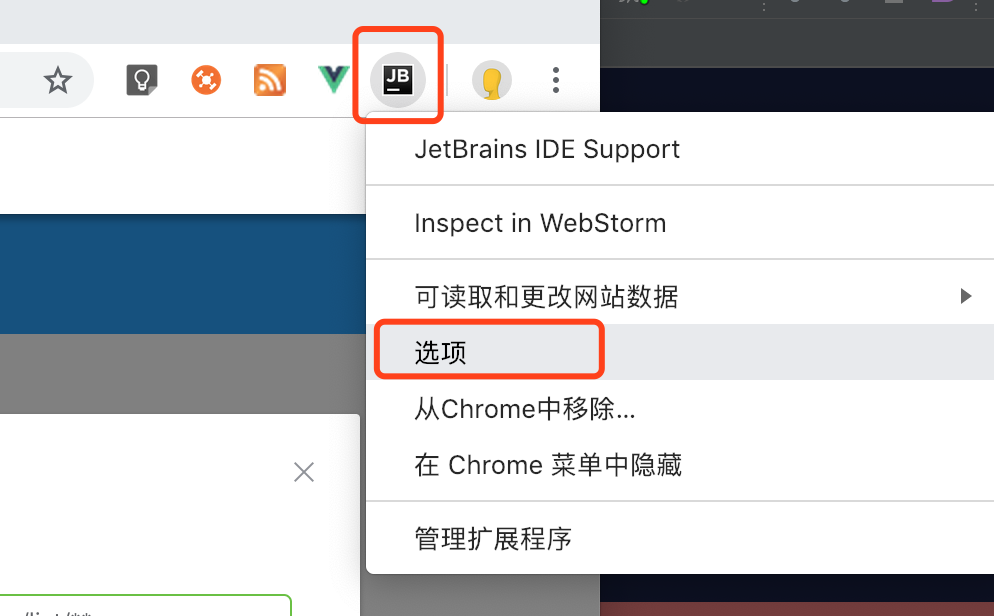 JB
JetBrains IDE Support
Inspect in WebStorm
可读取和更改网站数据
选项
从Chrome中移除...
在 Chrome 菜单中隐藏
管理扩展程序